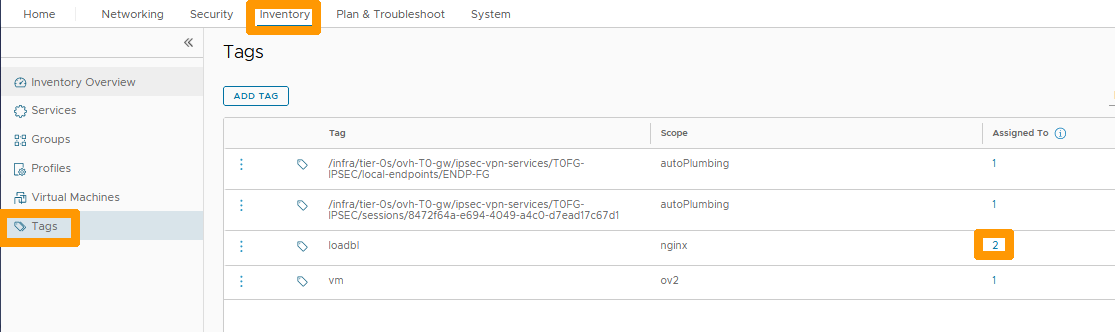 Home Networking Security Inventory Plan & Troubleshoot System
«
Tags
Inventory Overview
Services
Groups
Profiles
Virtual Machines
Tags
ADD TAG
Tag Scope Assigned To
/infra/tier-0s/ovh-T0-gw/ipsec-vpn-services/T0FG-
IPSEC/local-endpoints/ENDP-FG
autoPlumbing 1
/infra/tier-0s/ovh-T0-gw/ipsec-vpn-services/T0FG-
IPSEC/sessions/8472f64a-e694-4049-a4c0-d7ead17c67d1
autoPlumbing 1
loadbl nginx 2
vm ov2 1